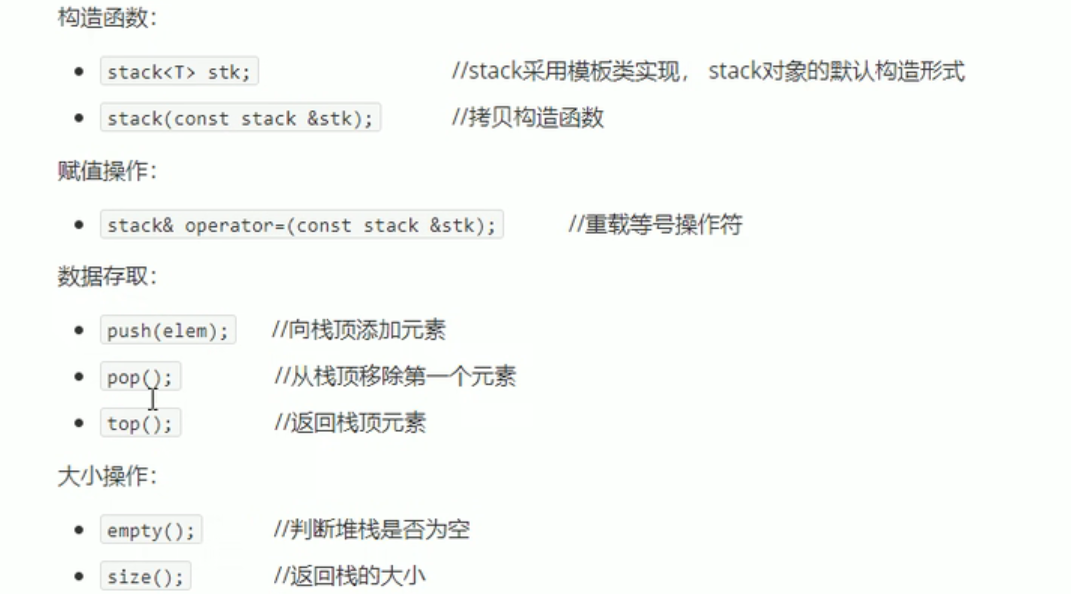 构造函数：
• stack<T> stk; //stack采用模板类实现， stack对象的默认构造形式
• stack(const stack &stk); //拷贝构造函数
赋值操作：
• stack& operator=(const stack &stk); //重载等号操作符
数据存取：
• push(elem); //向栈顶添加元素
• pop(); //从栈顶移除第一个元素
• top(); //返回栈顶元素
大小操作：
• empty(); //判断堆栈是否为空
• size(); //返回栈的大小